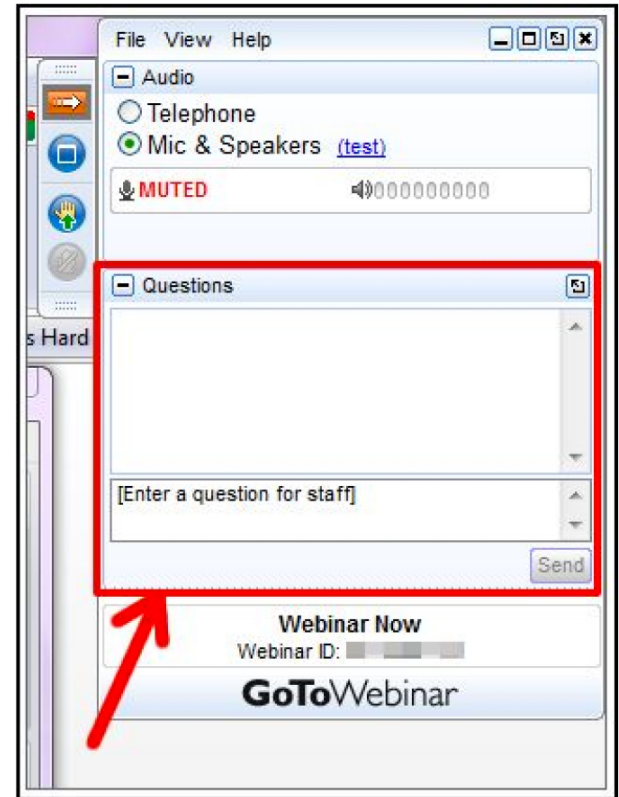 File View Help
Audio
Telephone
Mic & Speakers (test)
MUTED 000000000
Questions
s Hard
[Enter a question for staff]
Send
Webinar Now
Webinar ID:
GoToWebinar